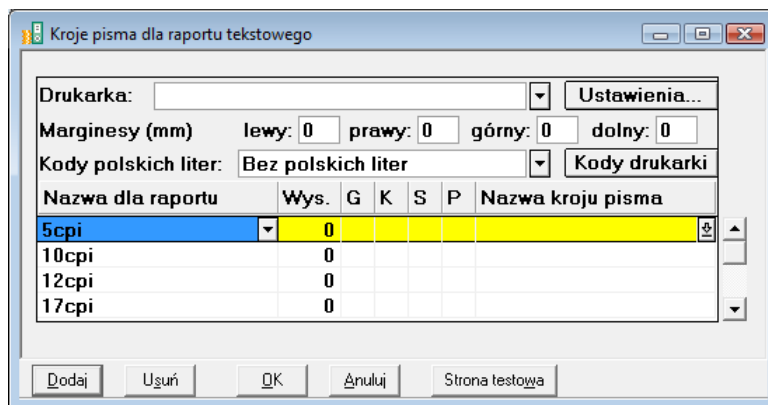 Kroje pisma dla raportu tekstowego
Drukarka: Ustawienia...
Marginesy (mm) lewy: 0 prawy: 0 górny: 0 dolny: 0
Kody polskich liter: Bez polskich liter Kody drukarki
Nazwa dla raportu Wys. G K S P Nazwa kroju pisma
5cpi 0
10cpi 0
12cpi 0
17cpi 0
Dodaj Usuń OK Anuluj Strona testowa